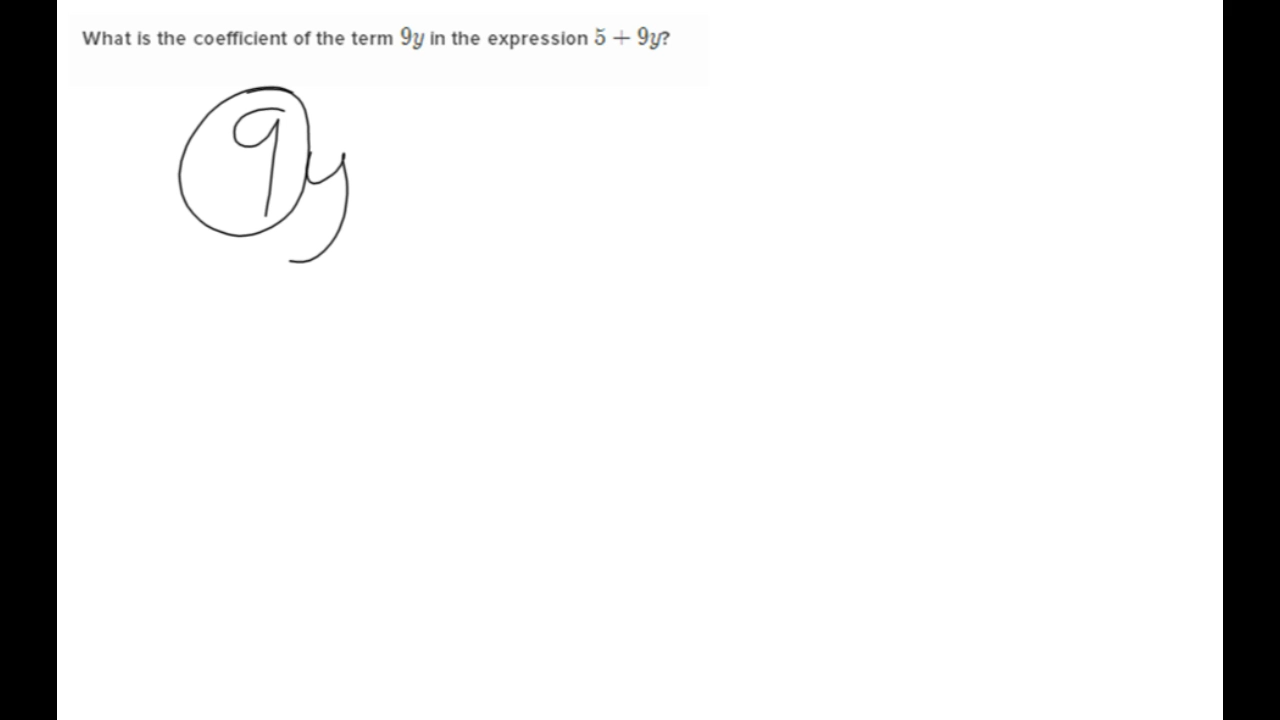 What is the coefficient of the term 9y in the expression 5 + 9y?
9y